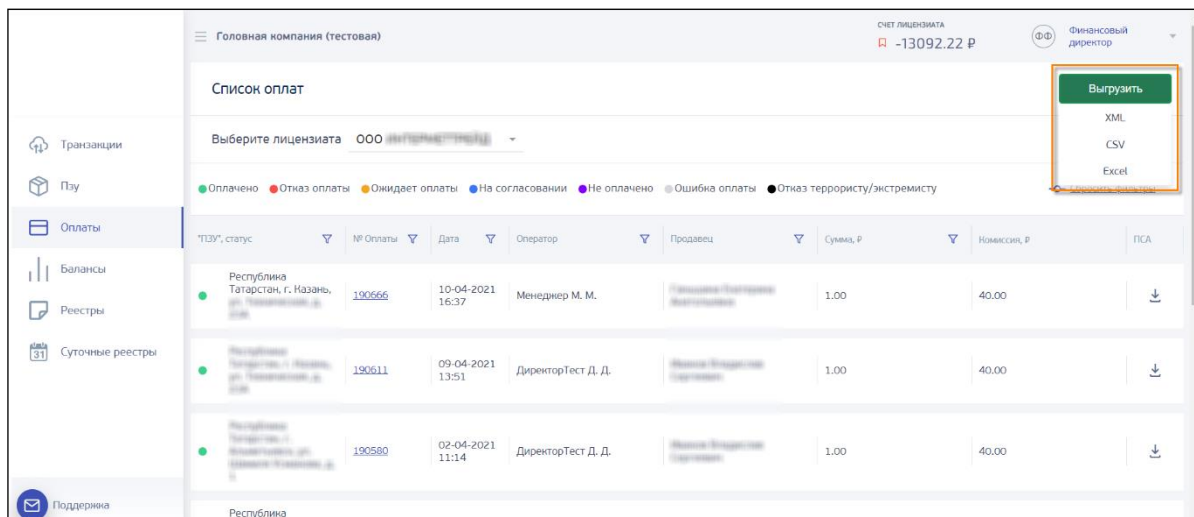 Головная компания (тестовая)
СЧЕТ ЛИЦЕНЗИАТА
-13092.22 ₽
ФФ
Финансовый
директор
Список оплат
Выгрузить
XML
CSV
Excel
Выберите лицензиата ООО
Оплачено Отказ оплаты Ожидает оплаты На согласовании Не оплачено Ошибка оплаты Отказ террористу/экстремисту
Сбросить фильтры
Транзакции
Пзу
Оплаты
Балансы
Реестры
31 Суточные реестры
Поддержка
"ПЗУ", статус № Оплаты Дата Оператор Продавец Сумма, ₽ Комиссия, ₽ ПСА
Республика
Татарстан, г. Казань,
190666
10-04-2021
16:37
Менеджер М. М.
1.00
40.00
190611
09-04-2021
13:51
ДиректорТест Д. Д.
1.00
40.00
190580
02-04-2021
11:14
ДиректорТест Д. Д.
1.00
40.00
Республика